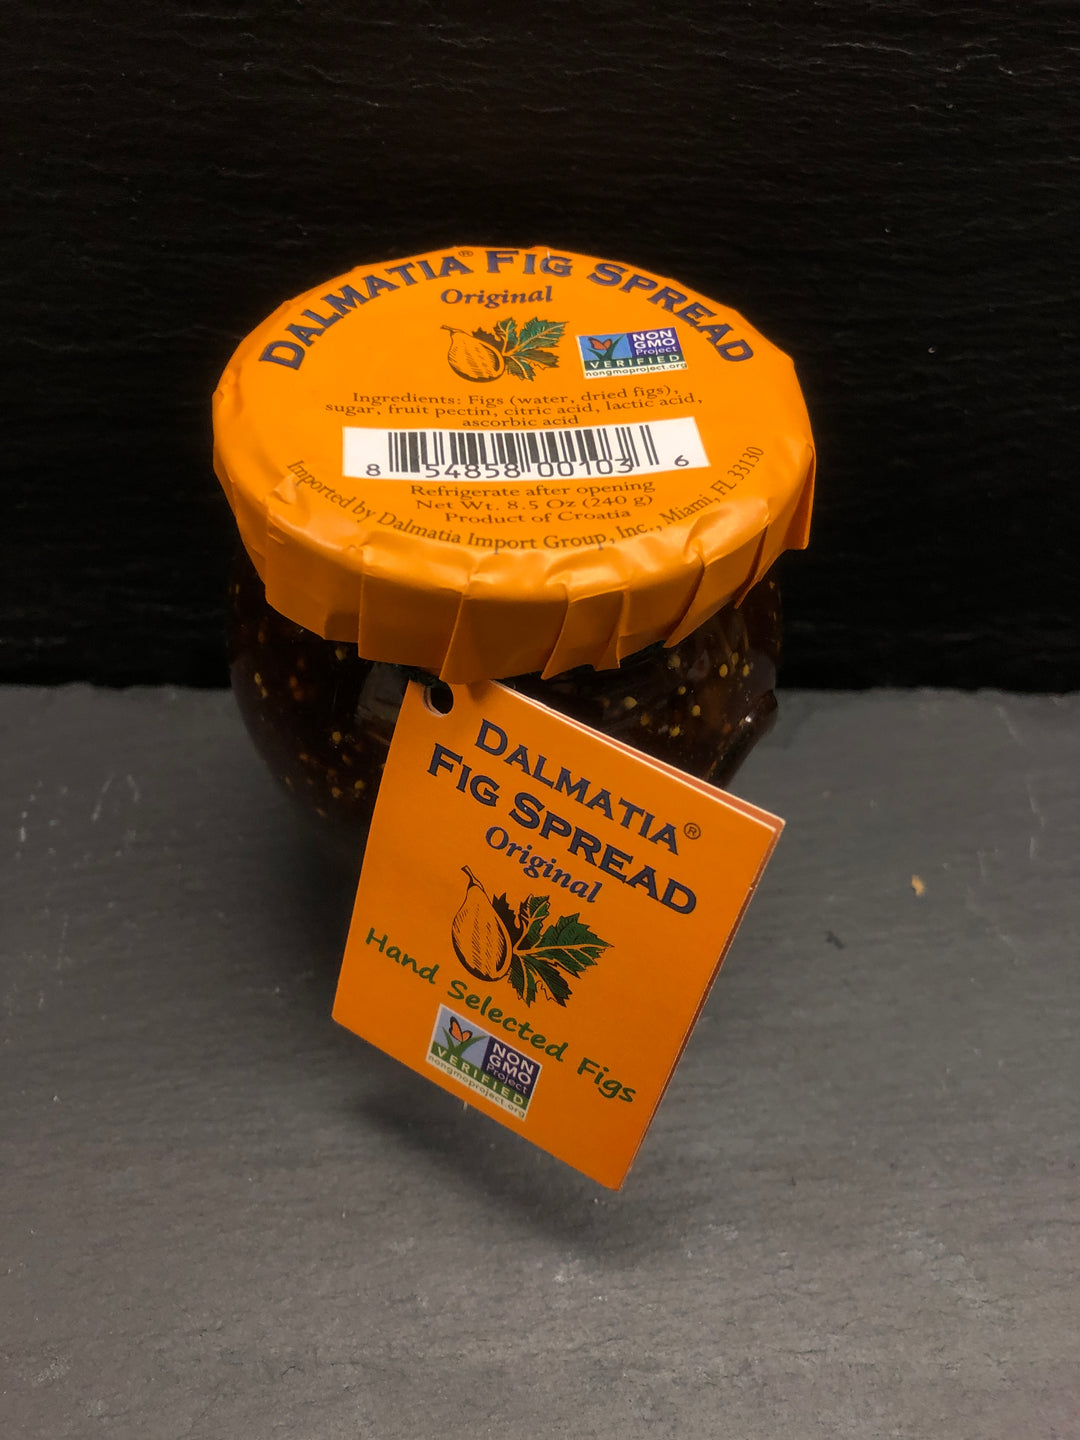 DALMATIA® FIG SPREAD
Original
NON
GMO
Project
VERIFIED
nongmoproject.org
Ingredients: Figs (water, dried figs),
sugar, fruit pectin, citric acid, lactic acid,
ascorbic acid
8 54858 00103 6
Refrigerate after opening
Net Wt. 8.5 Oz (240 g)
Product of Croatia
Imported by Dalmatia Import Group, Inc., Miami, FL 33130
DALMATIA®
FIG SPREAD
Original
Hand Selected Figs
NON
GMO
Project
VERIFIED
nongmoproject.org